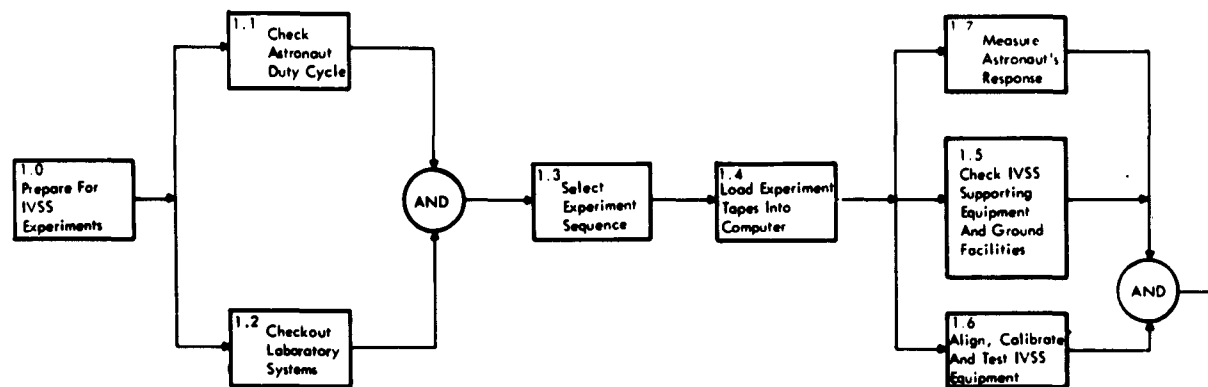 1.0
Prepare For
IVSS
Experiments
1.1
Check
Astronaut
Duty Cycle
1.2
Checkout
Laboratory
Systems
AND
1.3
Select
Experiment
Sequence
1.4
Load Experiment
Tapes Into
Computer
1.7
Measure
Astronaut's
Response
1.5
Check IVSS
Supporting
Equipment
And Ground
Facilities
1.6
Align, Calibrate
And Test IVSS
Equipment
AND